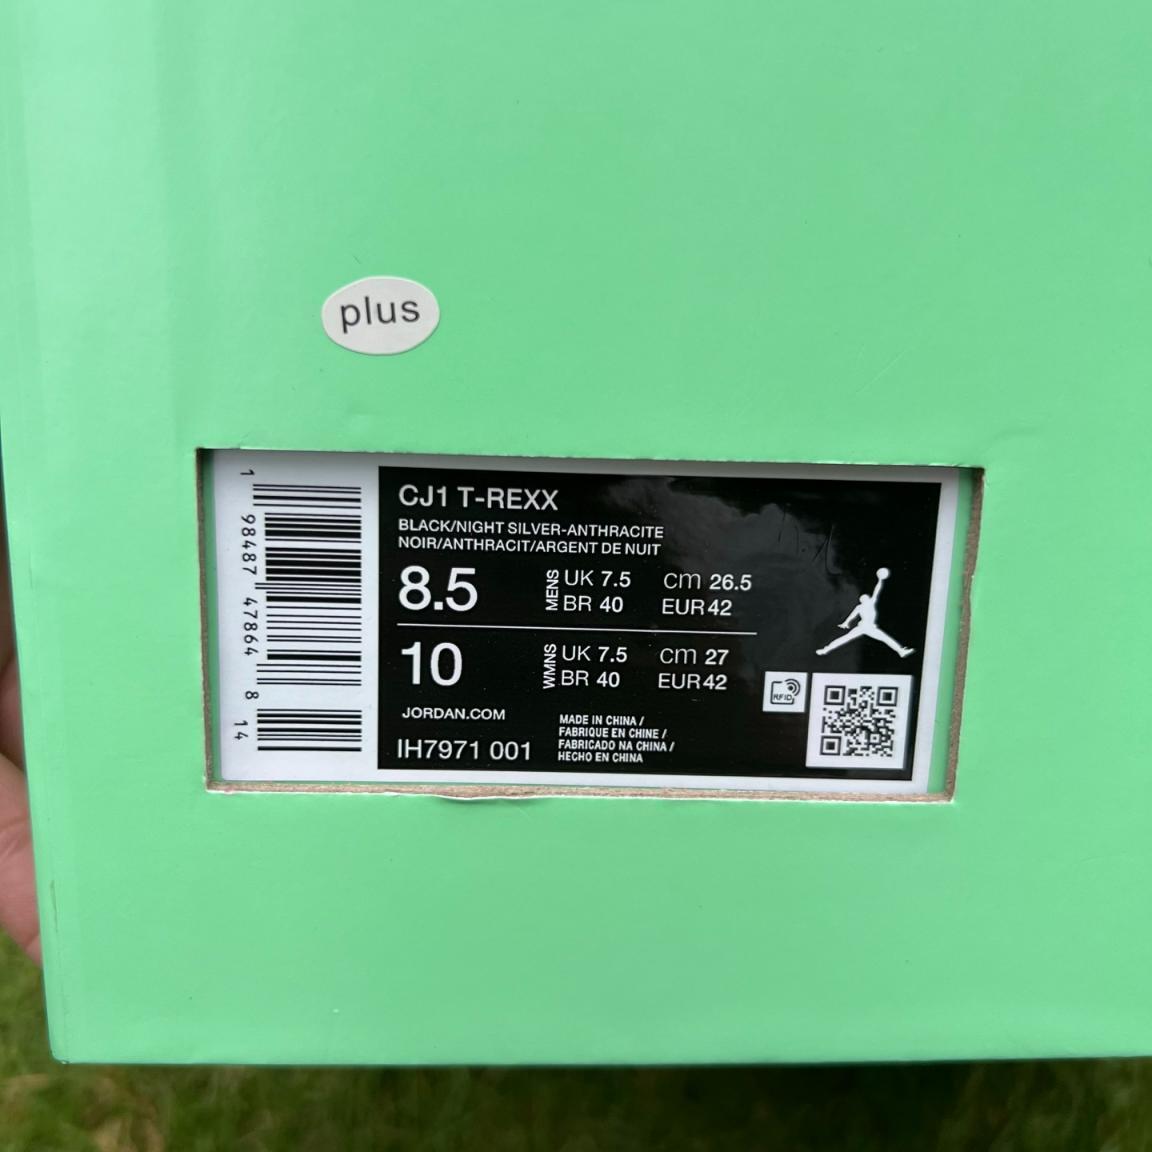 plus
1 98487 47864 8 14
CJ1 T-REXX
BLACK/NIGHT SILVER-ANTHRACITE
NOIR/ANTHRACIT/ARGENT DE NUIT
8.5 MENS UK 7.5 cm 26.5
BR 40 EUR 42
10 WMNS UK 7.5 cm 27
BR 40 EUR 42
RFID
JORDAN.COM
IH7971 001
MADE IN CHINA /
FABRIQUE EN CHINE /
FABRICADO NA CHINA /
HECHO EN CHINA